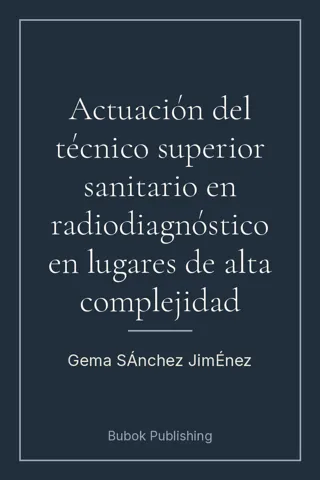 Actuación del
técnico superior
sanitario en
radiodiagnóstico
en lugares de alta
complejidad
Gema SÁnchez JimÉnez
Bubok Publishing